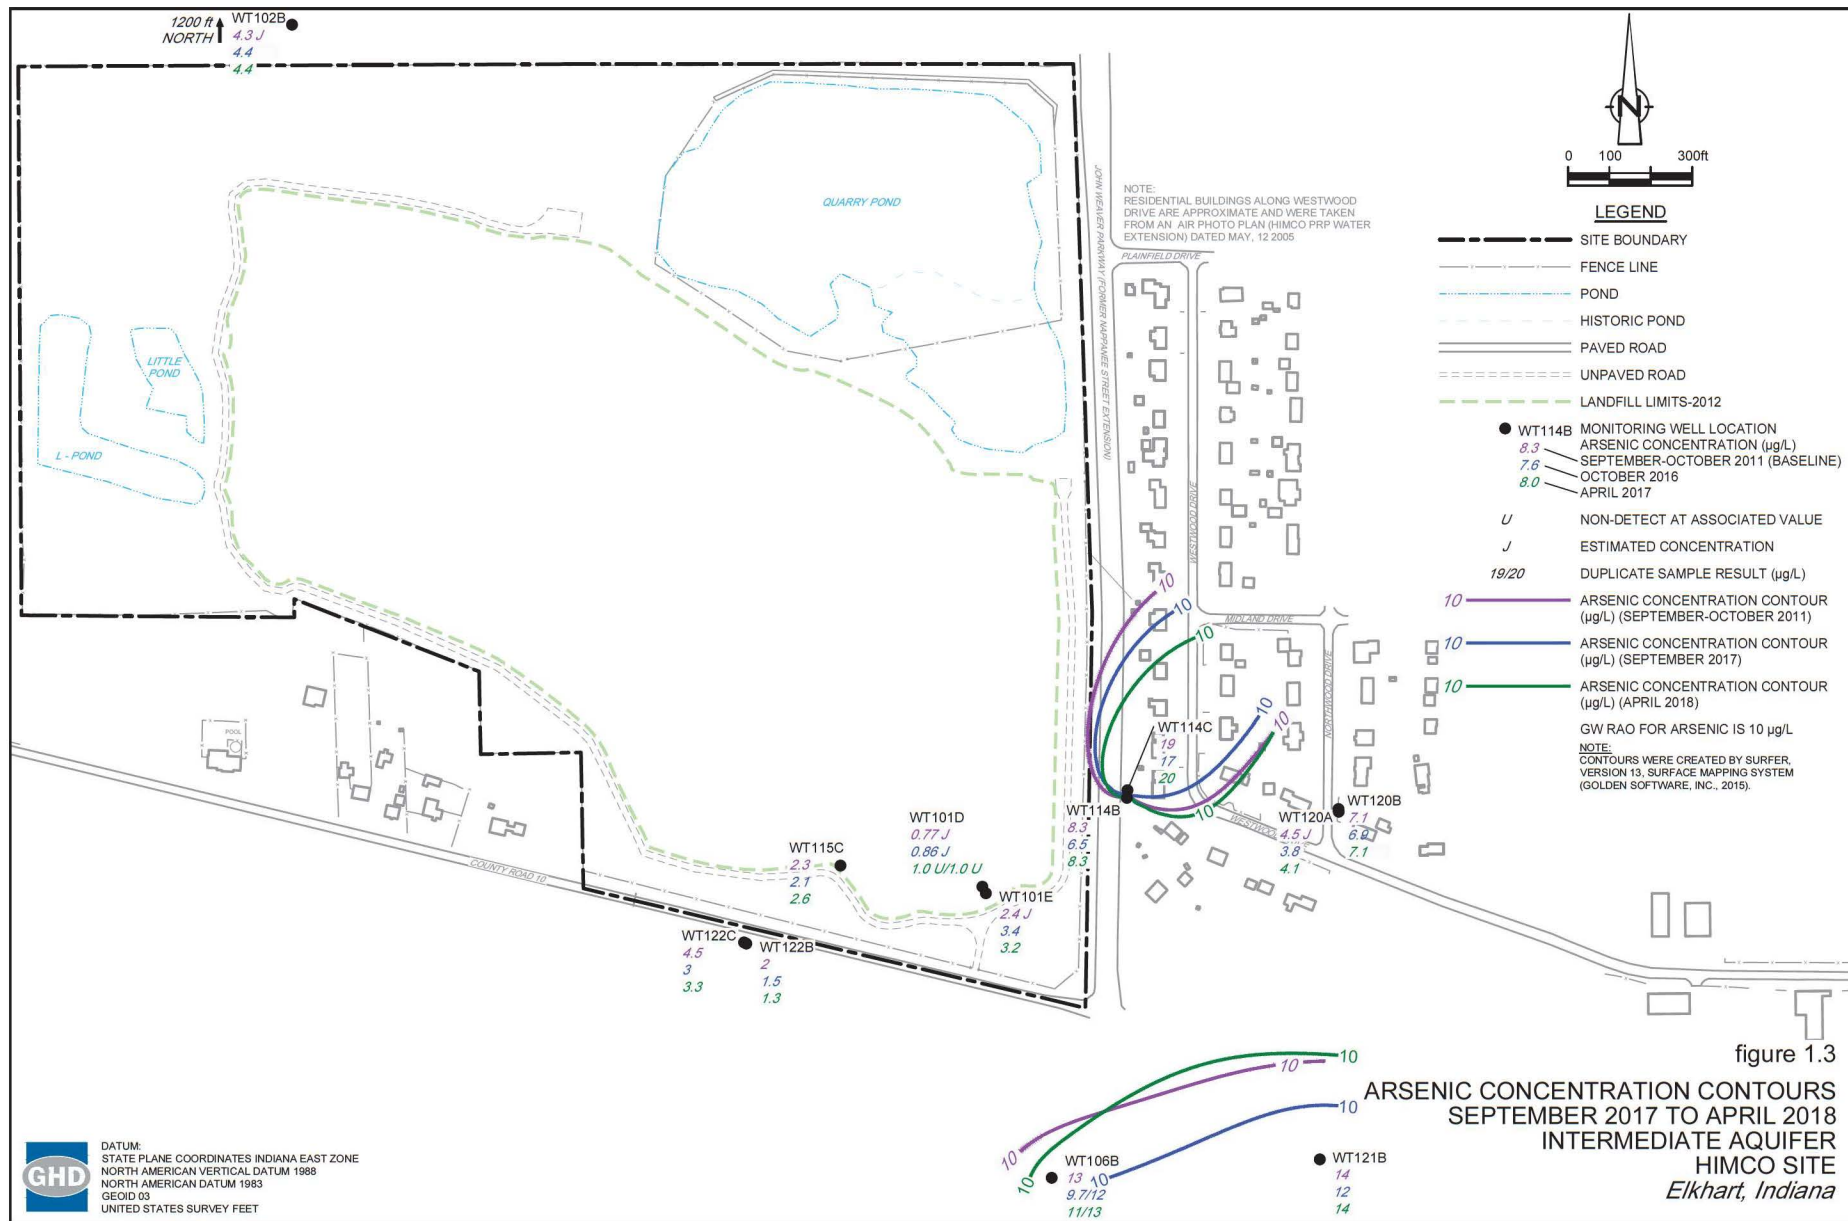 1200 ft
NORTH
WT102B
4.3 J
4.4
4.4
QUARRY POND
LITTLE
POND
L - POND
NOTE:
RESIDENTIAL BUILDINGS ALONG WESTWOOD
DRIVE ARE APPROXIMATE AND WERE TAKEN
FROM AN AIR PHOTO PLAN (HIMCO PRP WATER
EXTENSION) DATED MAY, 12 2005
PLAINFIELD DRIVE
JOHN WEAVER PARKWAY (FORMER NAPPANEE STREET EXTENSION)
WESTWOOD DRIVE
MIDLAND DRIVE
NORTHWOOD DRIVE
10
10
10
10
10
10
WT114C
19
17
20
WT114B
8.3
6.5
8.3
WESTWOO
WT120A
4.5 J
3.8
4.1
WT120B
7.1
6.9
7.1
POOL
COUNTY ROAD 10
WT115C
2.3
2.1
2.6
WT101D
0.77 J
0.86 J
1.0 U/1.0 U
WT101E
2.4 J
3.4
3.2
WT122C
4.5
3
3.3
WT122B
2
1.5
1.3
10
10
10
10
10
10
WT106B
13
9.7/12
11/13
WT121B
14
12
14
N
0 100 300ft
LEGEND
SITE BOUNDARY
FENCE LINE
POND
HISTORIC POND
PAVED ROAD
UNPAVED ROAD
LANDFILL LIMITS-2012
WT114B MONITORING WELL LOCATION
ARSENIC CONCENTRATION (µg/L)
8.3 SEPTEMBER-OCTOBER 2011 (BASELINE)
7.6 OCTOBER 2016
8.0 APRIL 2017
U NON-DETECT AT ASSOCIATED VALUE
J ESTIMATED CONCENTRATION
19/20 DUPLICATE SAMPLE RESULT (µg/L)
10 ARSENIC CONCENTRATION CONTOUR
(µg/L) (SEPTEMBER-OCTOBER 2011)
10 ARSENIC CONCENTRATION CONTOUR
(µg/L) (SEPTEMBER 2017)
10 ARSENIC CONCENTRATION CONTOUR
(µg/L) (APRIL 2018)
GW RAO FOR ARSENIC IS 10 µg/L
NOTE:
CONTOURS WERE CREATED BY SURFER,
VERSION 13, SURFACE MAPPING SYSTEM
(GOLDEN SOFTWARE, INC., 2015).
figure 1.3
ARSENIC CONCENTRATION CONTOURS
SEPTEMBER 2017 TO APRIL 2018
INTERMEDIATE AQUIFER
HIMCO SITE
Elkhart, Indiana
GHD
DATUM:
STATE PLANE COORDINATES INDIANA EAST ZONE
NORTH AMERICAN VERTICAL DATUM 1988
NORTH AMERICAN DATUM 1983
GEOID 03
UNITED STATES SURVEY FEET